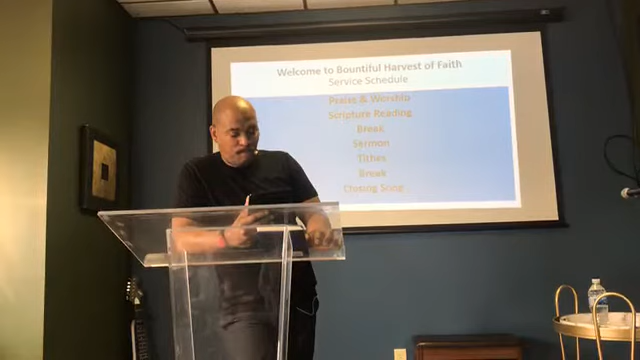 Welcome to Bountiful Harvest of Faith
Service Schedule
Praise & Worship
Scripture Reading
Break
Sermon
Tithes
Break
Closing Song